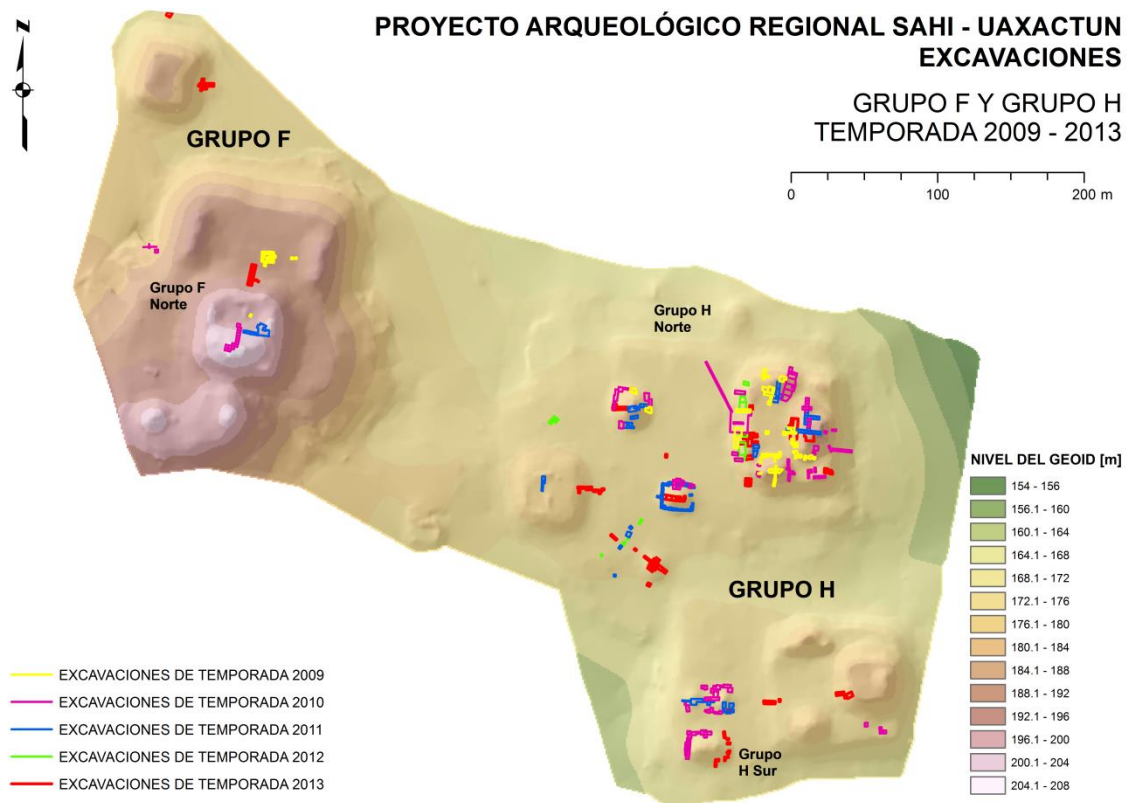 PROYECTO ARQUEOLÓGICO REGIONAL SAHI - UAXACTUN
EXCAVACIONES
GRUPO F Y GRUPO H
TEMPORADA 2009 - 2013
0 100 200 m
N
GRUPO F
Grupo F
Norte
Grupo H
Norte
GRUPO H
Grupo
H Sur
NIVEL DEL GEOID [m]
154 - 156
156.1 - 160
160.1 - 164
164.1 - 168
168.1 - 172
172.1 - 176
176.1 - 180
180.1 - 184
184.1 - 188
188.1 - 192
192.1 - 196
196.1 - 200
200.1 - 204
204.1 - 208
EXCAVACIONES DE TEMPORADA 2009
EXCAVACIONES DE TEMPORADA 2010
EXCAVACIONES DE TEMPORADA 2011
EXCAVACIONES DE TEMPORADA 2012
EXCAVACIONES DE TEMPORADA 2013